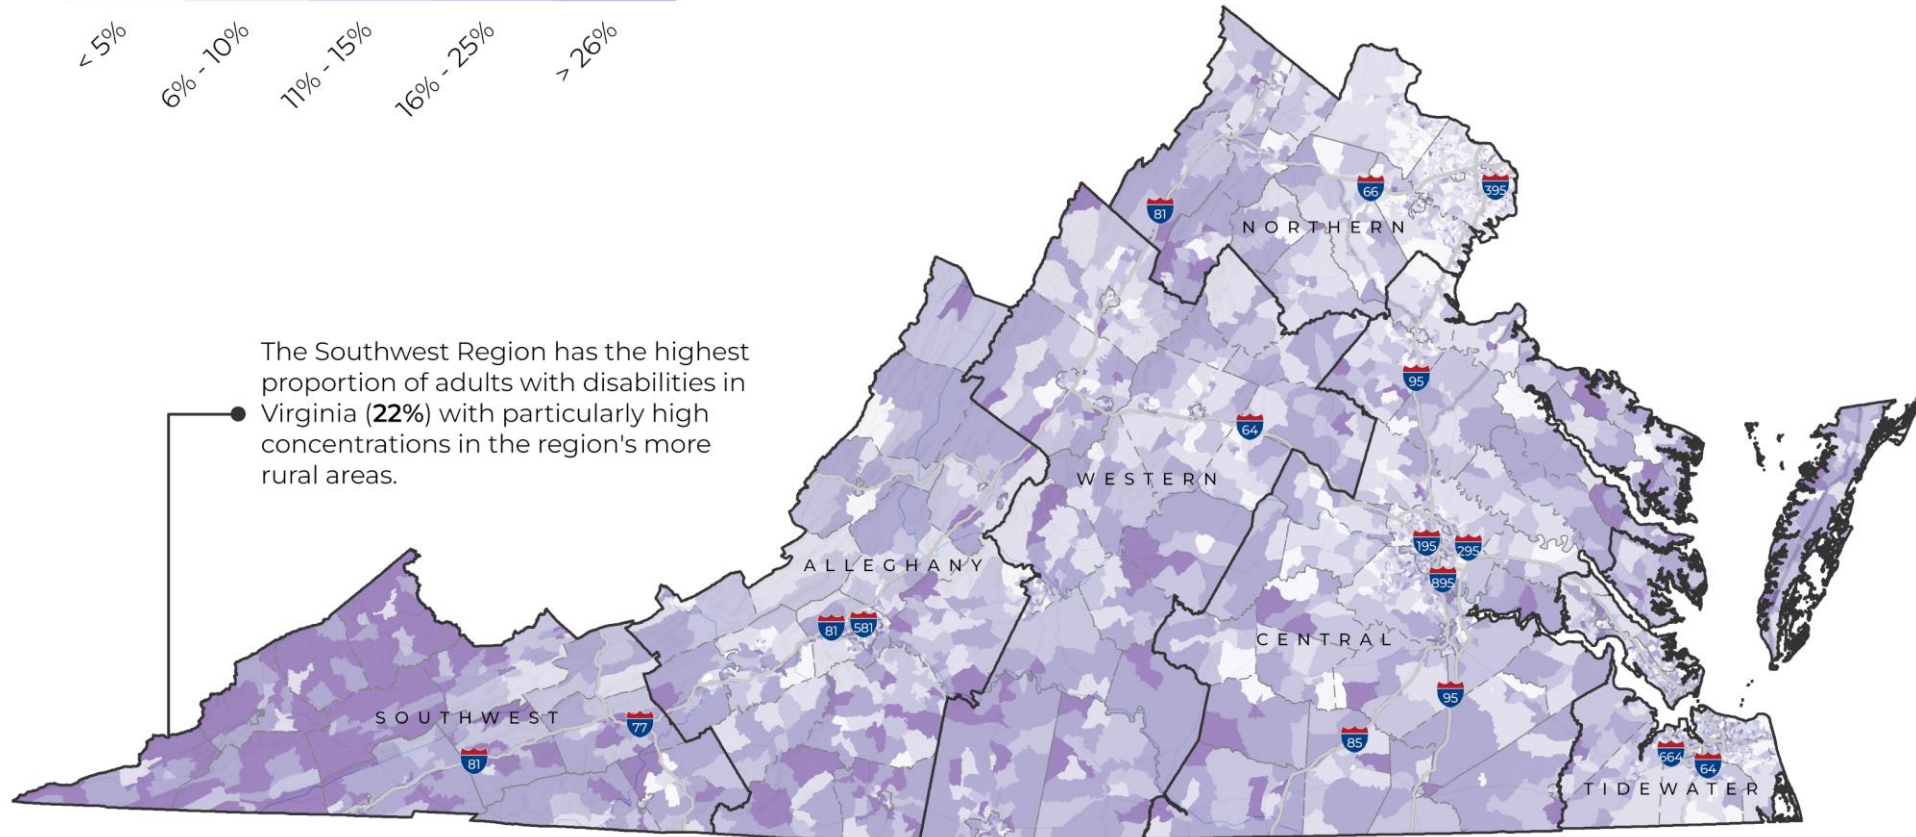 < 5%
6% - 10%
11% - 15%
16% - 25%
> 26%
66
395
81
NORTHERN
The Southwest Region has the highest
proportion of adults with disabilities in
Virginia (22%) with particularly high
concentrations in the region's more
rural areas.
95
64
WESTERN
195
295
ALLEGHANY
895
81
581
CENTRAL
95
SOUTHWEST
77
85
81
664
64
TIDEWATER